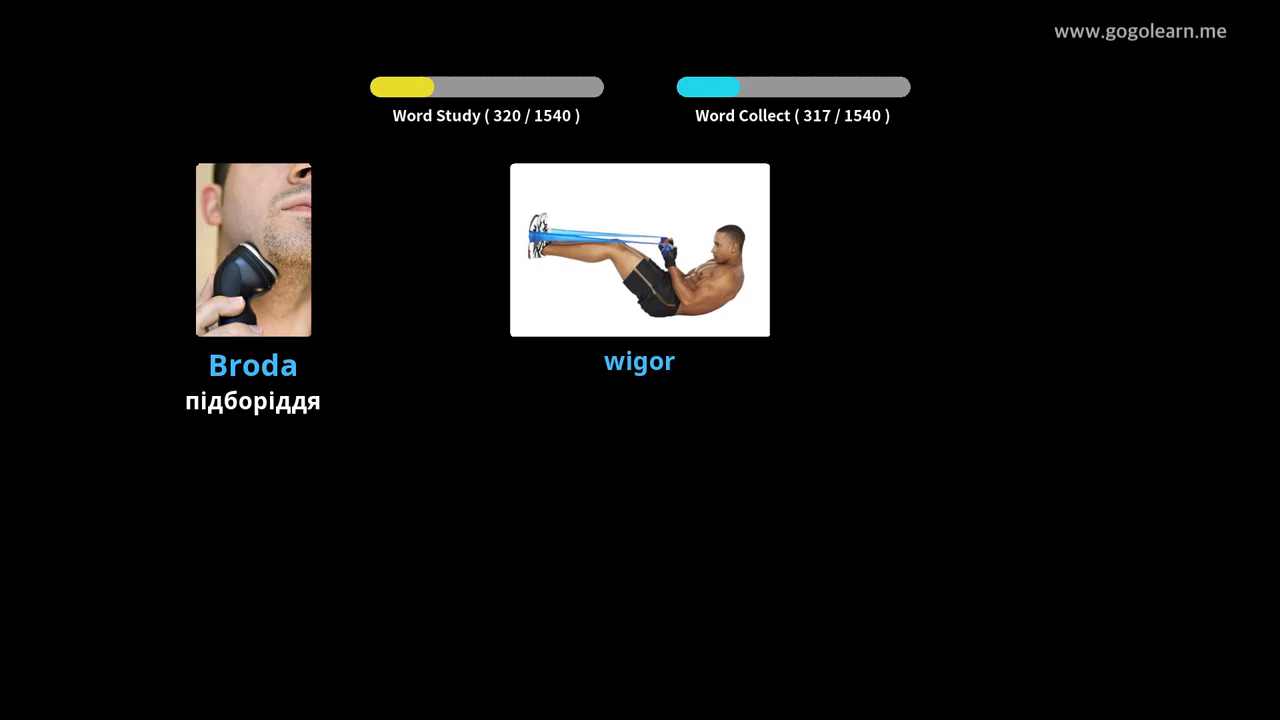 www.gogolearn.me
Word Study ( 320 / 1540 )
Word Collect ( 317 / 1540 )
Broda
підборіддя
wigor